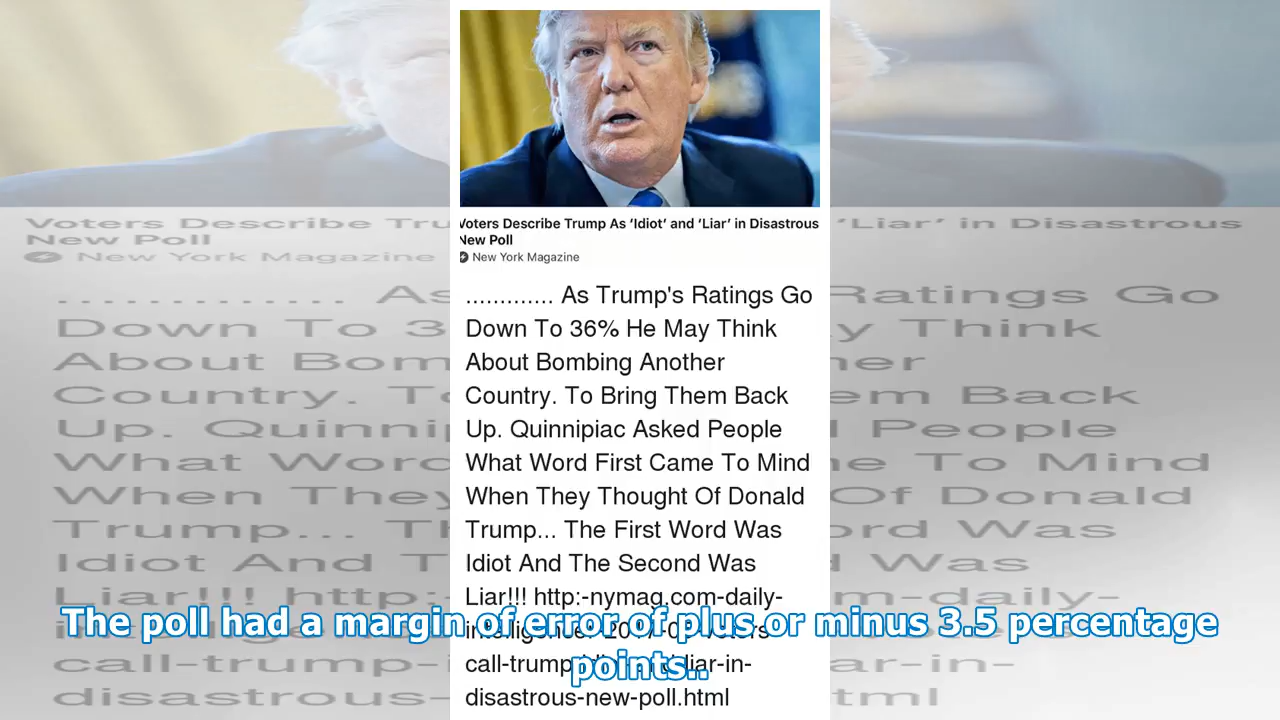 Voters Describe Trump As ‘Idiot’ and ‘Liar’ in Disastrous
New Poll
New York Magazine
............. As Trump's Ratings Go
Down To 36% He May Think
About Bombing Another
Country. To Bring Them Back
Up. Quinnipiac Asked People
What Word First Came To Mind
When They Thought Of Donald
Trump... The First Word Was
Idiot And The Second Was
Liar!!! http:-nymag.com-daily-
call-trump
liar-in-
disastrous-new-poll.html
The poll had a margin of error of plus or minus 3.5 percentage
points..